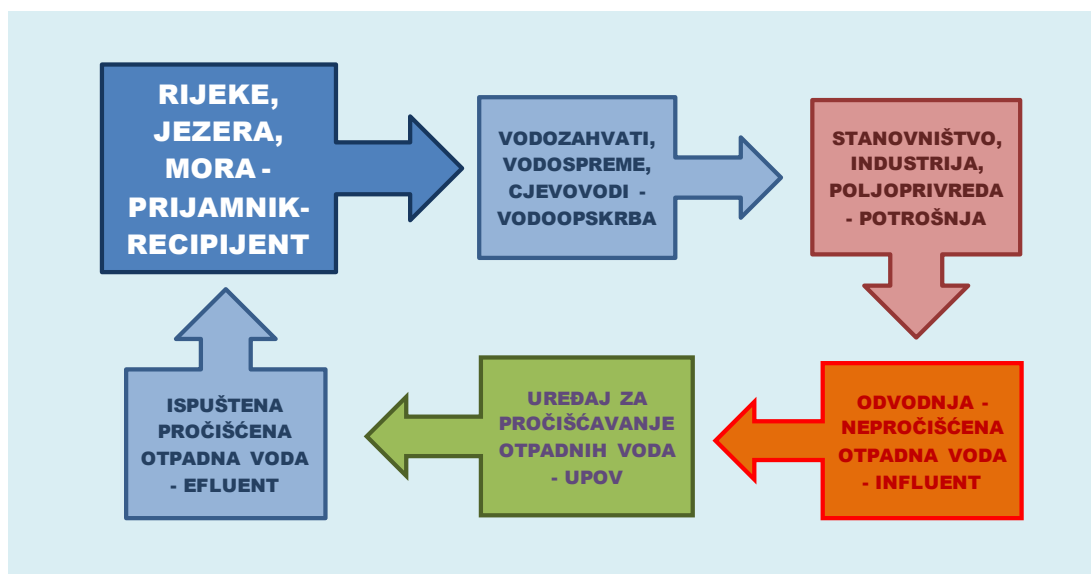 RIJEKE,
JEZERA,
MORA -
PRIJAMNIK-
RECIPIJENT
VODOZAHVATI,
VODOSPREME,
CJEVOVODI -
VODOOPSKRBA
STANOVNIŠTVO,
INDUSTRIJA,
POLJOPRIVREDA
- POTROŠNJA
ODVODNJA -
NEPROČIŠĆENA
OTPADNA VODA
- INFLUENT
UREĐAJ ZA
PROČIŠĆAVANJE
OTPADNIH VODA
- UPOV
ISPUŠTENA
PROČIŠĆENA
OTPADNA VODA
- EFLUENT